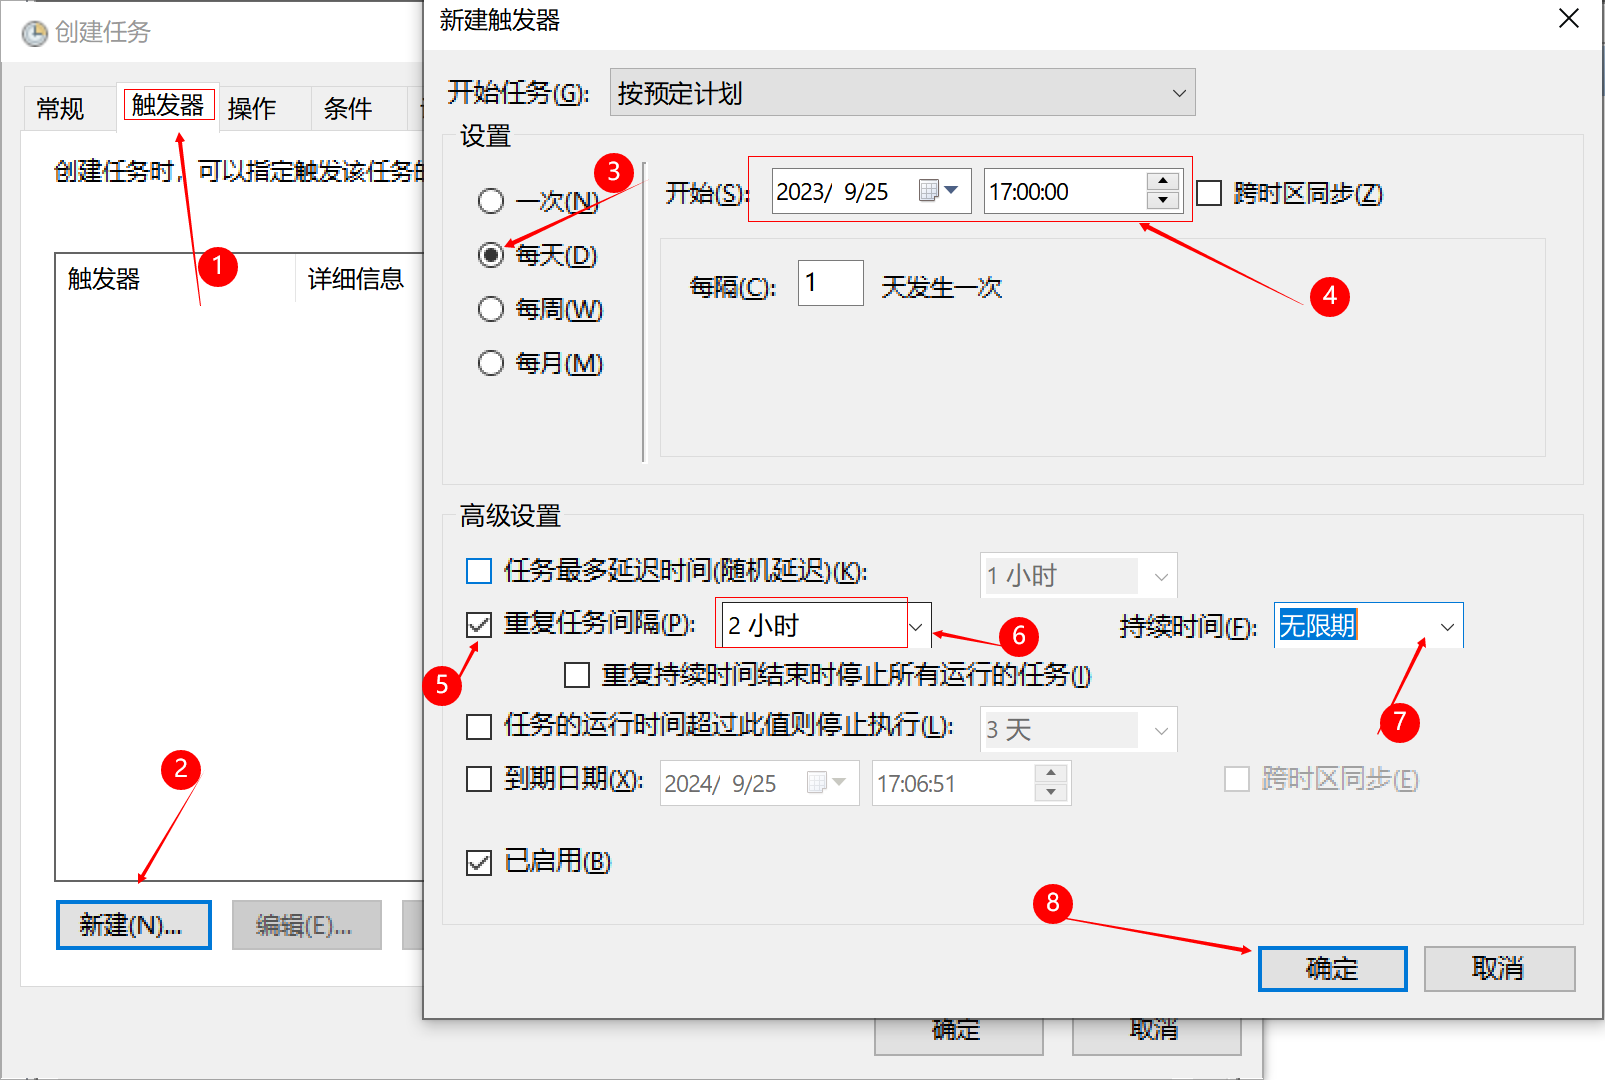 创建任务
常规 触发器 操作 条件
创建任务时，可以指定触发该任务
触发器 详细信息
1
2
新建(N)... 编辑(E)...
确定 取消
新建触发器
开始任务(G): 按预定计划
设置
3
一次(N)
每天(D)
每周(W)
每月(M)
开始(S): 2023/ 9/25 17:00:00 跨时区同步(Z)
4
每隔(C): 1 天发生一次
高级设置
任务最多延迟时间(随机延迟)(K): 1 小时
重复任务间隔(P): 2 小时 6 持续时间(F): 无限期
5
重复持续时间结束时停止所有运行的任务(I)
任务的运行时间超过此值则停止执行(L): 3 天
7
到期日期(X): 2024/ 9/25 17:06:51 跨时区同步(E)
已启用(B)
8
确定 取消